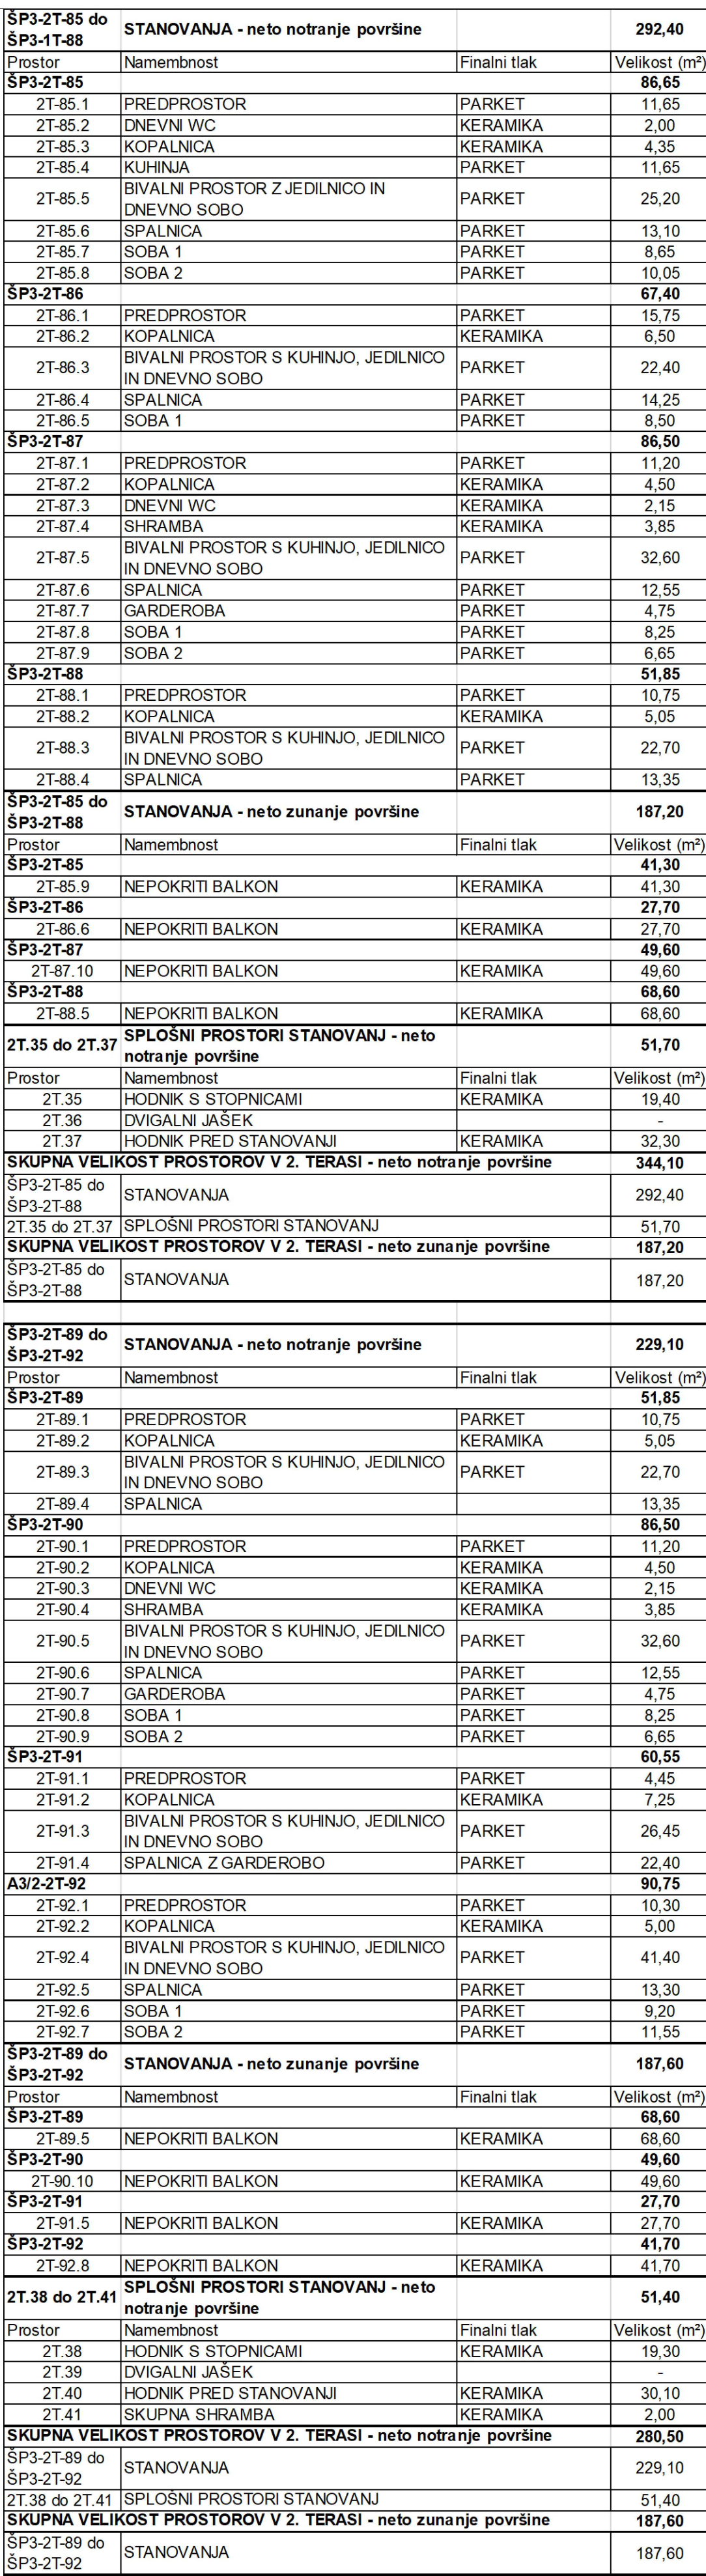 ŠP3-2T-85 do
ŠP3-1T-88 STANOVANJA - neto notranje površine 292,40
Prostor Namembnost Finalni tlak Velikost (m²)
ŠP3-2T-85 86,65
2T-85.1 PREDPROSTOR PARKET 11,65
2T-85.2 DNEVNI WC KERAMIKA 2,00
2T-85.3 KOPALNICA KERAMIKA 4,35
2T-85.4 KUHINJA PARKET 11,65
2T-85.5 BIVALNI PROSTOR Z JEDILNICO IN
DNEVNO SOBO PARKET 25,20
2T-85.6 SPALNICA PARKET 13,10
2T-85.7 SOBA 1 PARKET 8,65
2T-85.8 SOBA 2 PARKET 10,05
ŠP3-2T-86 67,40
2T-86.1 PREDPROSTOR PARKET 15,75
2T-86.2 KOPALNICA KERAMIKA 6,50
2T-86.3 BIVALNI PROSTOR S KUHINJO, JEDILNICO
IN DNEVNO SOBO PARKET 22,40
2T-86.4 SPALNICA PARKET 14,25
2T-86.5 SOBA 1 PARKET 8,50
ŠP3-2T-87 86,50
2T-87.1 PREDPROSTOR PARKET 11,20
2T-87.2 KOPALNICA KERAMIKA 4,50
2T-87.3 DNEVNI WC KERAMIKA 2,15
2T-87.4 SHRAMBA KERAMIKA 3,85
2T-87.5 BIVALNI PROSTOR S KUHINJO, JEDILNICO
IN DNEVNO SOBO PARKET 32,60
2T-87.6 SPALNICA PARKET 12,55
2T-87.7 GARDEROBA PARKET 4,75
2T-87.8 SOBA 1 PARKET 8,25
2T-87.9 SOBA 2 PARKET 6,65
ŠP3-2T-88 51,85
2T-88.1 PREDPROSTOR PARKET 10,75
2T-88.2 KOPALNICA KERAMIKA 5,05
2T-88.3 BIVALNI PROSTOR S KUHINJO, JEDILNICO
IN DNEVNO SOBO PARKET 22,70
2T-88.4 SPALNICA PARKET 13,35
ŠP3-2T-85 do
ŠP3-2T-88 STANOVANJA - neto zunanje površine 187,20
Prostor Namembnost Finalni tlak Velikost (m²)
ŠP3-2T-85 41,30
2T-85.9 NEPOKRITI BALKON KERAMIKA 41,30
ŠP3-2T-86 27,70
2T-86.6 NEPOKRITI BALKON KERAMIKA 27,70
ŠP3-2T-87 49,60
2T-87.10 NEPOKRITI BALKON KERAMIKA 49,60
ŠP3-2T-88 68,60
2T-88.5 NEPOKRITI BALKON KERAMIKA 68,60
2T.35 do 2T.37 SPLOŠNI PROSTORI STANOVANJ - neto
notranje površine 51,70
Prostor Namembnost Finalni tlak Velikost (m²)
2T.35 HODNIK S STOPNICAMI KERAMIKA 19,40
2T.36 DVIGALNI JAŠEK -
2T.37 HODNIK PRED STANOVANJI KERAMIKA 32,30
SKUPNA VELIKOST PROSTOROV V 2. TERASI - neto notranje površine 344,10
ŠP3-2T-85 do
ŠP3-2T-88 STANOVANJA 292,40
2T.35 do 2T.37 SPLOŠNI PROSTORI STANOVANJ 51,70
SKUPNA VELIKOST PROSTOROV V 2. TERASI - neto zunanje površine 187,20
ŠP3-2T-85 do
ŠP3-2T-88 STANOVANJA 187,20
ŠP3-2T-89 do
ŠP3-2T-92 STANOVANJA - neto notranje površine 229,10
Prostor Namembnost Finalni tlak Velikost (m²)
ŠP3-2T-89 51,85
2T-89.1 PREDPROSTOR PARKET 10,75
2T-89.2 KOPALNICA KERAMIKA 5,05
2T-89.3 BIVALNI PROSTOR S KUHINJO, JEDILNICO
IN DNEVNO SOBO PARKET 22,70
2T-89.4 SPALNICA 13,35
ŠP3-2T-90 86,50
2T-90.1 PREDPROSTOR PARKET 11,20
2T-90.2 KOPALNICA KERAMIKA 4,50
2T-90.3 DNEVNI WC KERAMIKA 2,15
2T-90.4 SHRAMBA KERAMIKA 3,85
2T-90.5 BIVALNI PROSTOR S KUHINJO, JEDILNICO
IN DNEVNO SOBO PARKET 32,60
2T-90.6 SPALNICA PARKET 12,55
2T-90.7 GARDEROBA PARKET 4,75
2T-90.8 SOBA 1 PARKET 8,25
2T-90.9 SOBA 2 PARKET 6,65
ŠP3-2T-91 60,55
2T-91.1 PREDPROSTOR PARKET 4,45
2T-91.2 KOPALNICA KERAMIKA 7,25
2T-91.3 BIVALNI PROSTOR S KUHINJO, JEDILNICO
IN DNEVNO SOBO PARKET 26,45
2T-91.4 SPALNICA Z GARDEROBO PARKET 22,40
A3/2-2T-92 90,75
2T-92.1 PREDPROSTOR PARKET 10,30
2T-92.2 KOPALNICA KERAMIKA 5,00
2T-92.4 BIVALNI PROSTOR S KUHINJO, JEDILNICO
IN DNEVNO SOBO PARKET 41,40
2T-92.5 SPALNICA PARKET 13,30
2T-92.6 SOBA 1 PARKET 9,20
2T-92.7 SOBA 2 PARKET 11,55
ŠP3-2T-89 do
ŠP3-2T-92 STANOVANJA - neto zunanje površine 187,60
Prostor Namembnost Finalni tlak Velikost (m²)
ŠP3-2T-89 68,60
2T-89.5 NEPOKRITI BALKON KERAMIKA 68,60
ŠP3-2T-90 49,60
2T-90.10 NEPOKRITI BALKON KERAMIKA 49,60
ŠP3-2T-91 27,70
2T-91.5 NEPOKRITI BALKON KERAMIKA 27,70
ŠP3-2T-92 41,70
2T-92.8 NEPOKRITI BALKON KERAMIKA 41,70
2T.38 do 2T.41 SPLOŠNI PROSTORI STANOVANJ - neto
notranje površine 51,40
Prostor Namembnost Finalni tlak Velikost (m²)
2T.38 HODNIK S STOPNICAMI KERAMIKA 19,30
2T.39 DVIGALNI JAŠEK -
2T.40 HODNIK PRED STANOVANJI KERAMIKA 30,10
2T.41 SKUPNA SHRAMBA KERAMIKA 2,00
SKUPNA VELIKOST PROSTOROV V 2. TERASI - neto notranje površine 280,50
ŠP3-2T-89 do
ŠP3-2T-92 STANOVANJA 229,10
2T.38 do 2T.41 SPLOŠNI PROSTORI STANOVANJ 51,40
SKUPNA VELIKOST PROSTOROV V 2. TERASI - neto zunanje površine 187,60
ŠP3-2T-89 do
ŠP3-2T-92 STANOVANJA 187,60